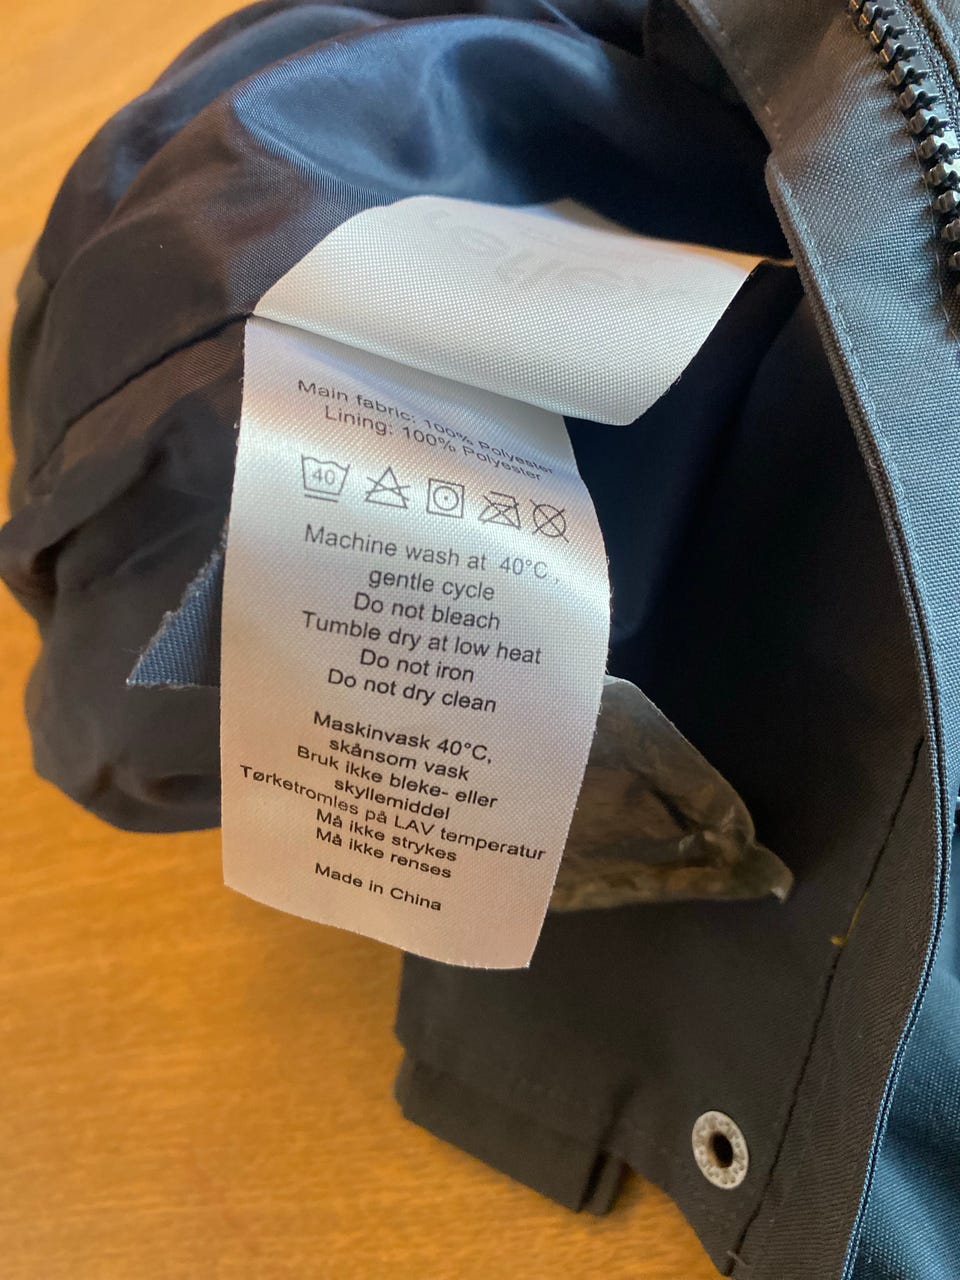 Main fabric: 100% Polyester
Lining: 100% Polyester
40
Machine wash at 40°C,
gentle cycle
Do not bleach
Tumble dry at low heat
Do not iron
Do not dry clean
Maskinvask 40°C,
skånsom vask
Bruk ikke bleke- eller
skyllemiddel
Tørketromles på LAV temperatur
Må ikke strykes
Må ikke renses
Made in China